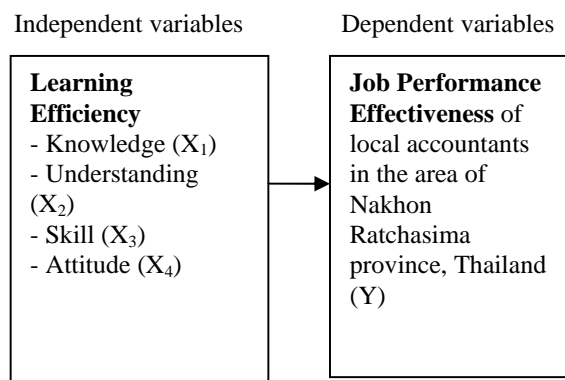 Independent variables
Dependent variables
Learning
Efficiency
- Knowledge (X₁)
- Understanding
(X₂)
- Skill (X₃)
- Attitude (X₄)
Job Performance
Effectiveness of
local accountants
in the area of
Nakhon
Ratchasima
province, Thailand
(Y)